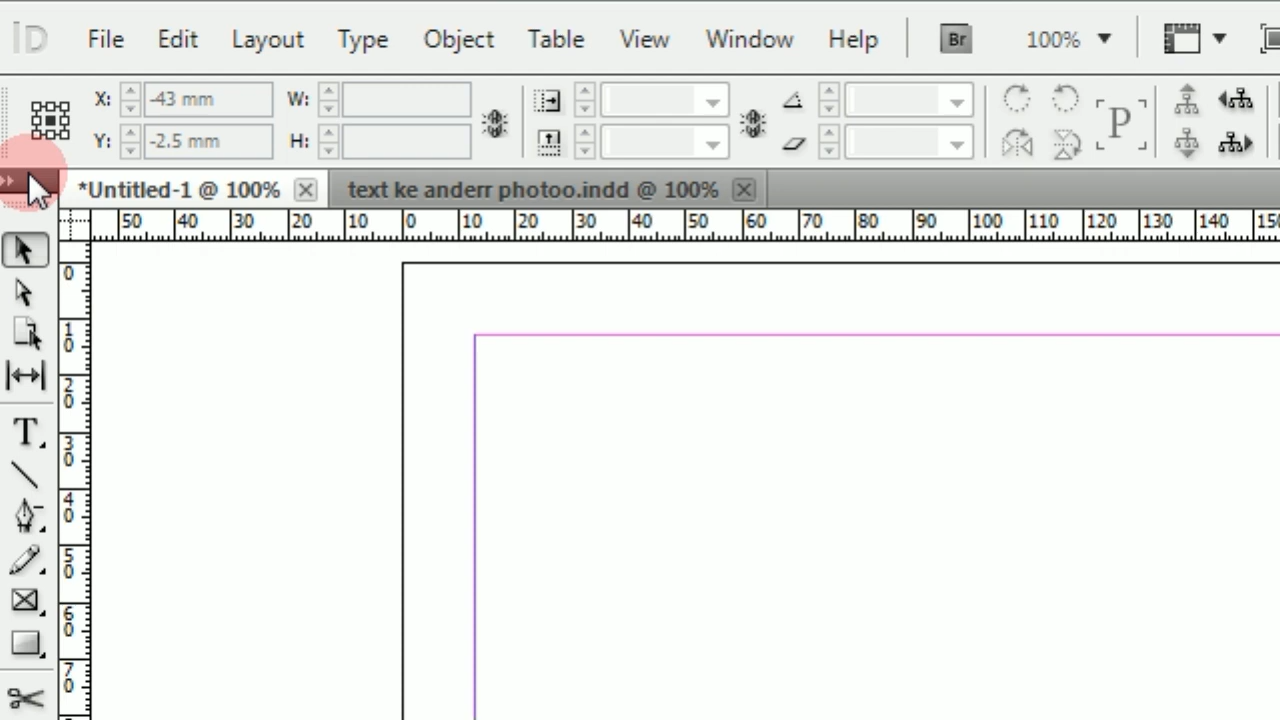 ID File Edit Layout Type Object Table View Window Help Br 100%
X: -43 mm W:
Y: -2.5 mm H:
P
*Untitled-1 @ 100% text ke anderr photoo.indd @ 100%
50 40 30 20 10 0 10 20 30 40 50 60 70 80 90 100 110 120 130 140
0
10
20
30
40
50
60
70
T